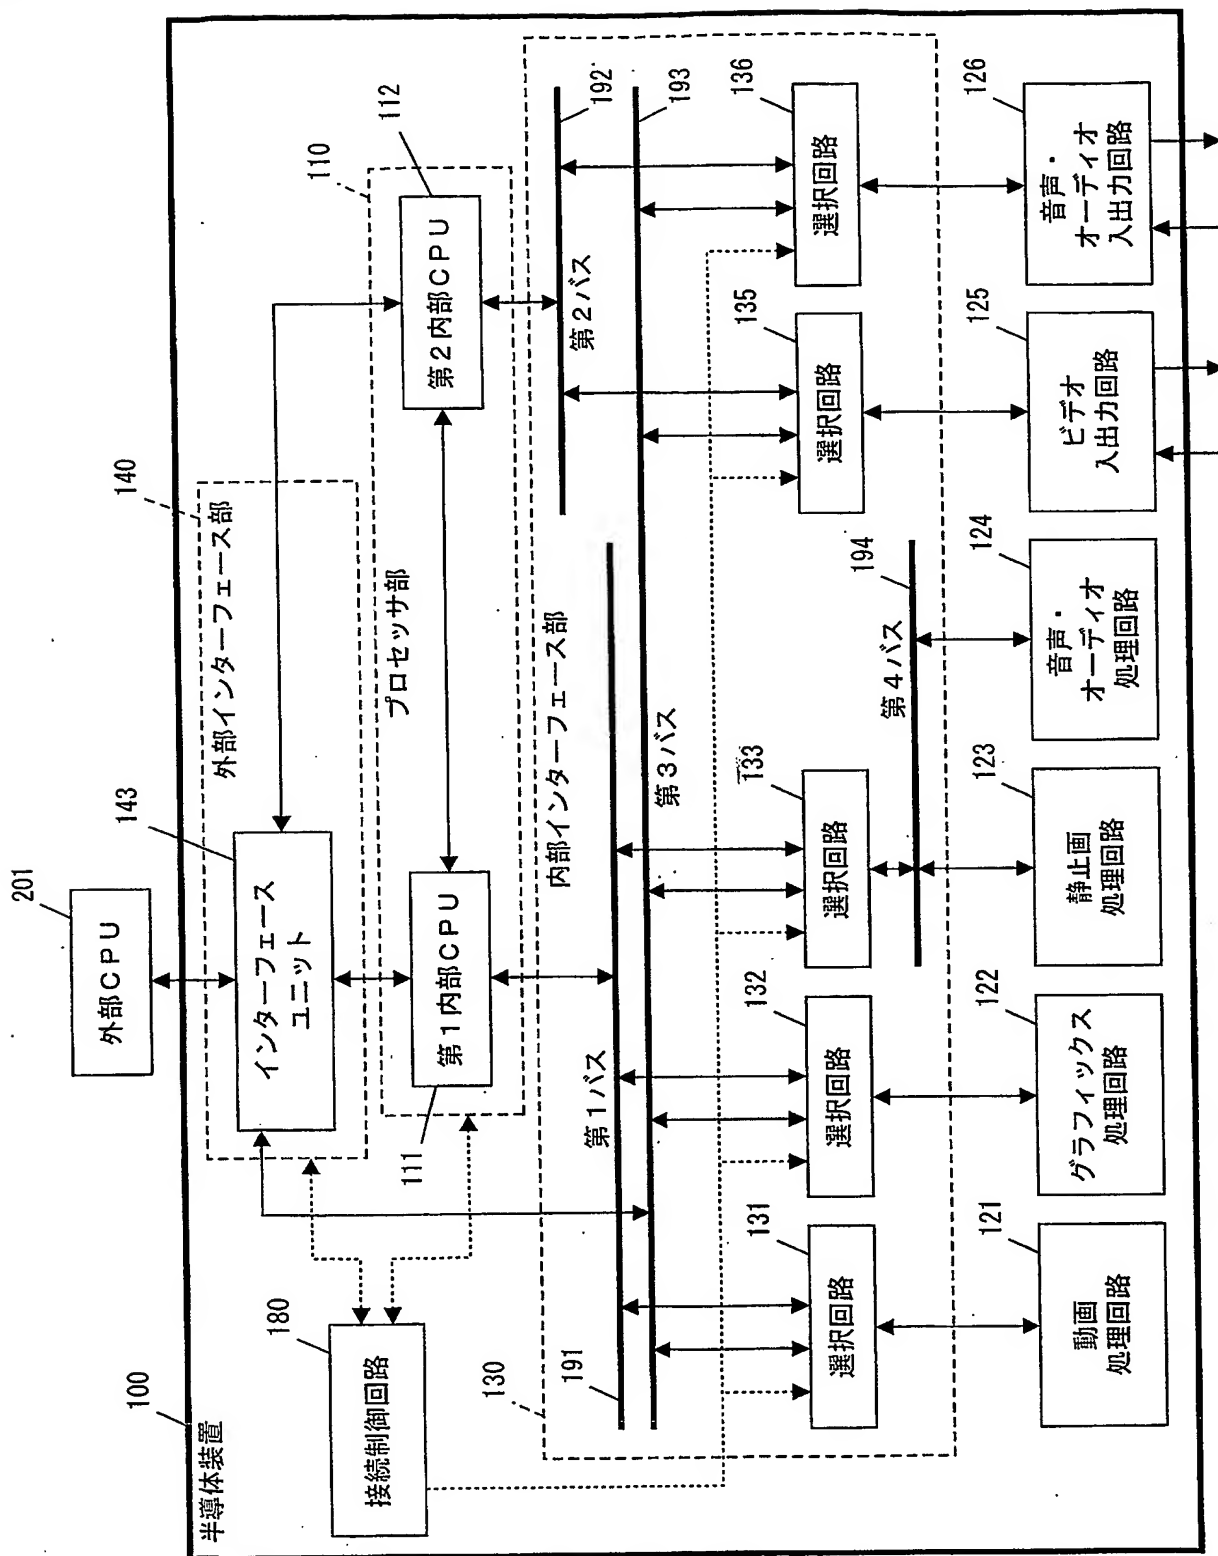 201
外部CPU
100
半導体装置
140
外部インターフェース部
143
インターフェース
ユニット
180
接続制御回路
110
プロセッサ部
111
第1内部CPU
112
第2内部CPU
130
内部インターフェース部
191
第1バス
第2バス
192
第3バス
193
131
選択回路
132
選択回路
133
選択回路
135
選択回路
136
選択回路
第4バス
194
121
動画
処理回路
122
グラフィックス
処理回路
123
静止画
処理回路
124
音声・
オーディオ
処理回路
125
ビデオ
入出力回路
126
音声・
オーディオ
入出力回路